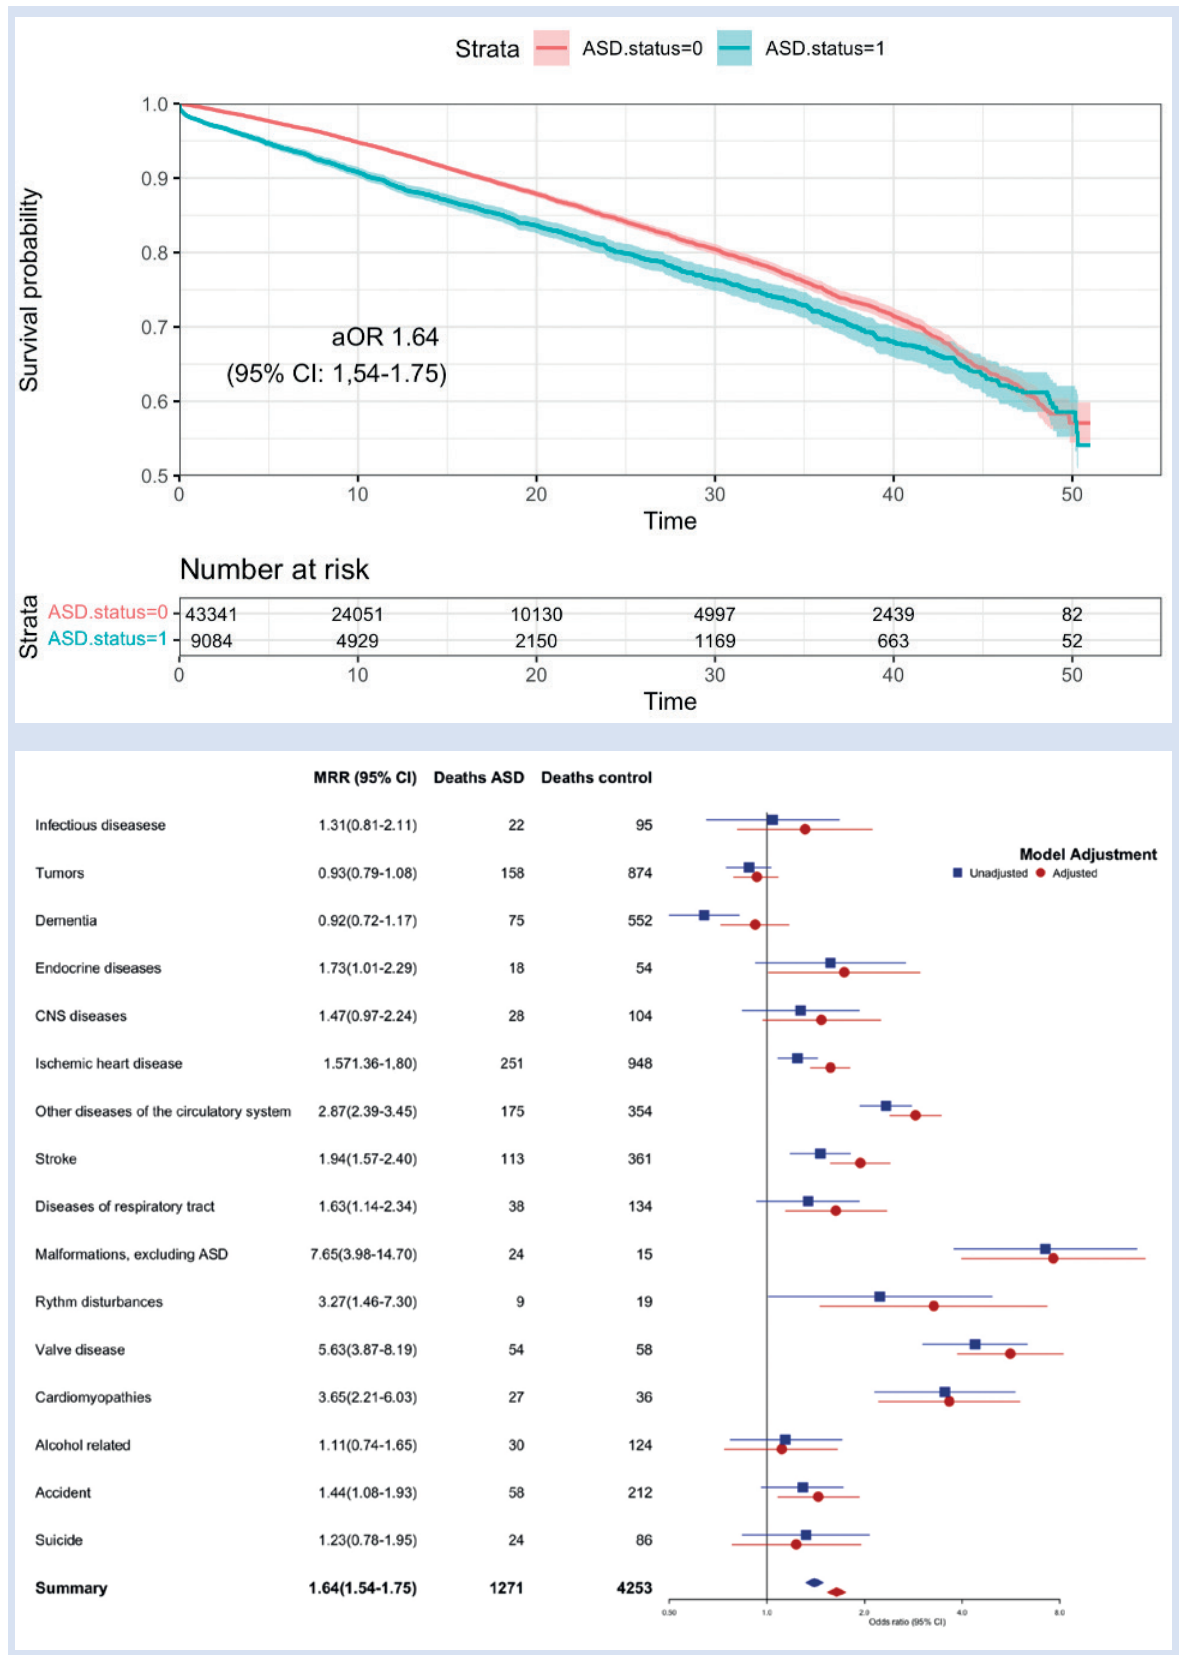 Strata ASD.status=0 ASD.status=1
1.0
0.9
0.8
0.7
0.6
0.5
Survival probability
aOR 1.64
(95% CI: 1,54-1.75)
0 10 20 30 40 50
Time
Number at risk
Strata
ASD.status=0 43341 24051 10130 4997 2439 82
ASD.status=1 9084 4929 2150 1169 663 52
0 10 20 30 40 50
Time
MRR (95% CI) Deaths ASD Deaths control
Infectious diseasese 1.31(0.81-2.11) 22 95
Model Adjustment
Unadjusted Adjusted
Tumors 0.93(0.79-1.08) 158 874
Dementia 0.92(0.72-1.17) 75 552
Endocrine diseases 1.73(1.01-2.29) 18 54
CNS diseases 1.47(0.97-2.24) 28 104
Ischemic heart disease 1.571.36-1,80) 251 948
Other diseases of the circulatory system 2.87(2.39-3.45) 175 354
Stroke 1.94(1.57-2.40) 113 361
Diseases of respiratory tract 1.63(1.14-2.34) 38 134
Malformations, excluding ASD 7.65(3.98-14.70) 24 15
Rythm disturbances 3.27(1.46-7.30) 9 19
Valve disease 5.63(3.87-8.19) 54 58
Cardiomyopathies 3.65(2.21-6.03) 27 36
Alcohol related 1.11(0.74-1.65) 30 124
Accident 1.44(1.08-1.93) 58 212
Suicide 1.23(0.78-1.95) 24 86
Summary 1.64(1.54-1.75) 1271 4253
0.50 1.0 2.0 4.0 8.0
Odds ratio (95% CI)